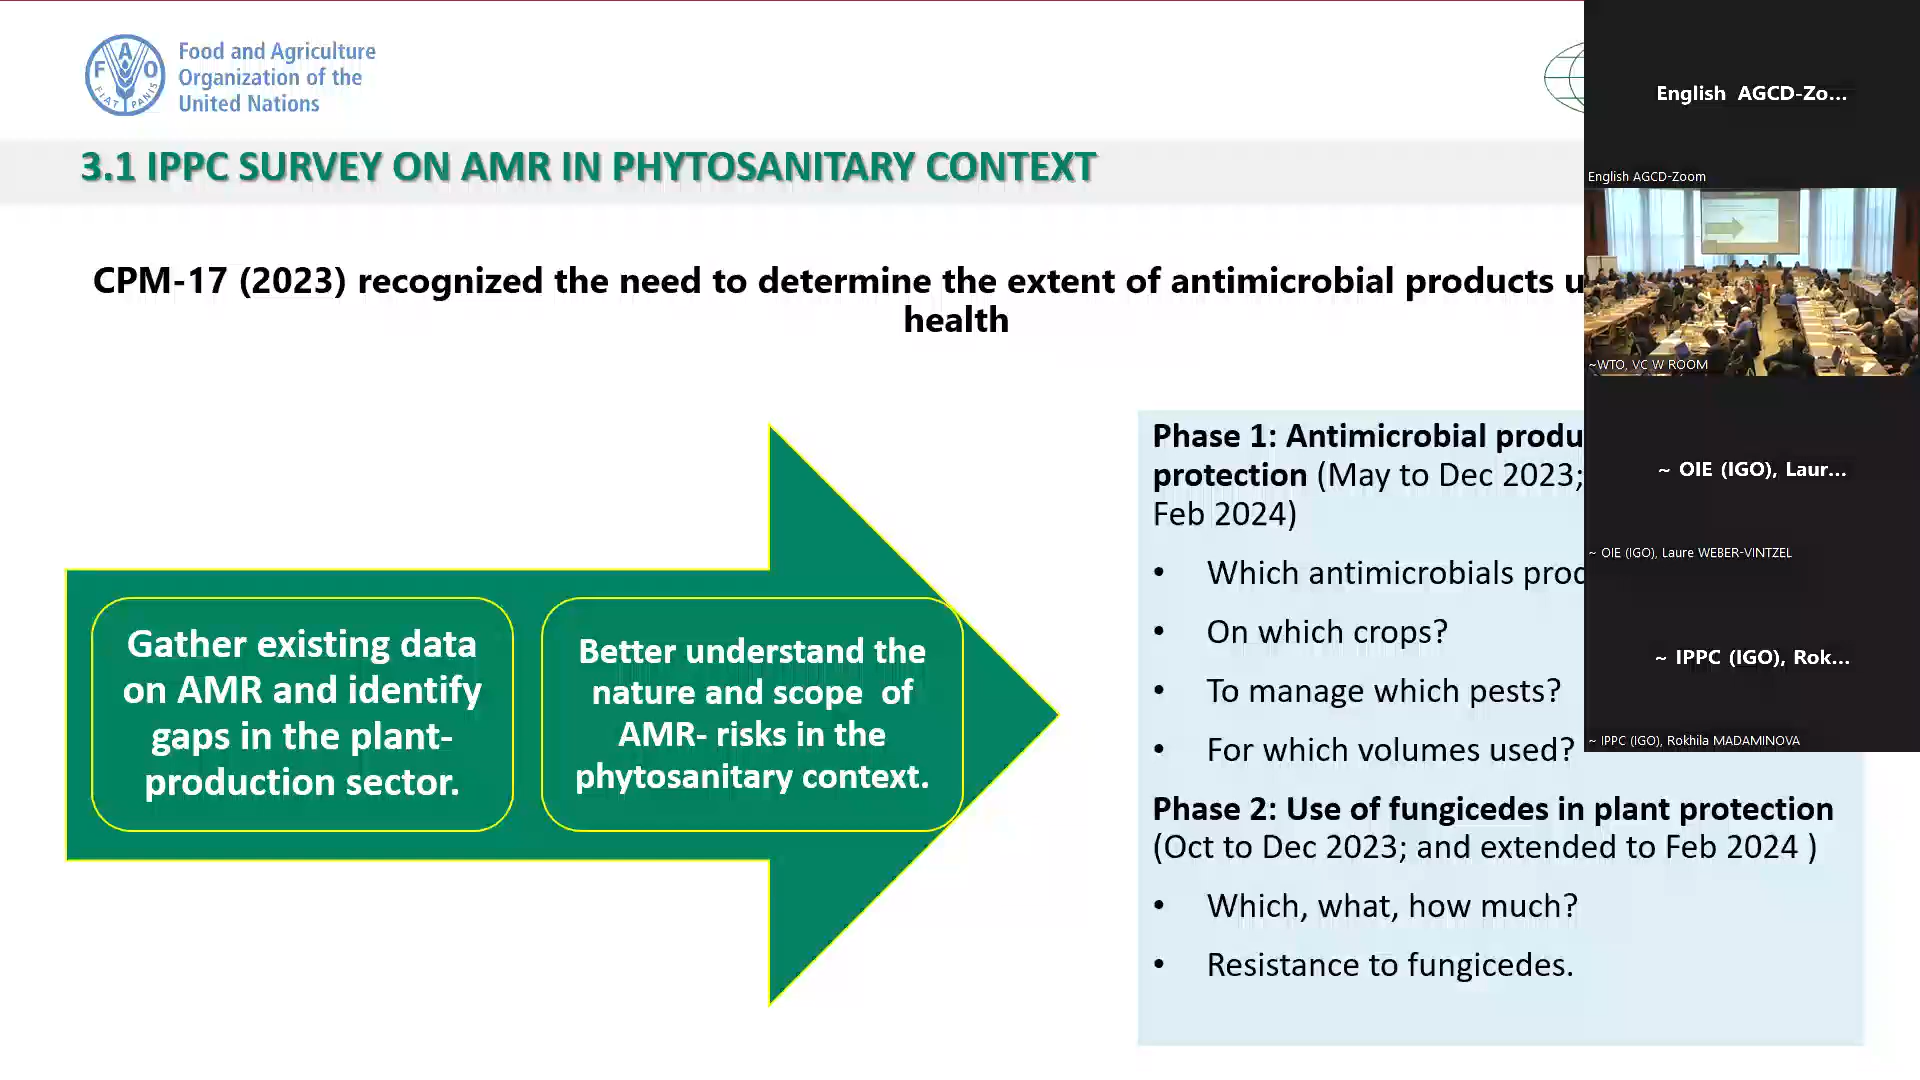 Food and Agriculture
Organization of the
United Nations
F A O
FIAT PANIS
3.1 IPPC SURVEY ON AMR IN PHYTOSANITARY CONTEXT
CPM-17 (2023) recognized the need to determine the extent of antimicrobial products u
health
Gather existing data
on AMR and identify
gaps in the plant-
production sector.
Better understand the
nature and scope of
AMR- risks in the
phytosanitary context.
Phase 1: Antimicrobial produ
protection (May to Dec 2023;
Feb 2024)
• Which antimicrobials prod
• On which crops?
• To manage which pests?
• For which volumes used?
Phase 2: Use of fungicedes in plant protection
(Oct to Dec 2023; and extended to Feb 2024 )
• Which, what, how much?
• Resistance to fungicedes.
English AGCD-Zo...
English AGCD-Zoom
~WTO, VC W ROOM
~ OIE (IGO), Laur...
~ OIE (IGO), Laure WEBER-VINTZEL
~ IPPC (IGO), Rok...
~ IPPC (IGO), Rokhila MADAMINOVA